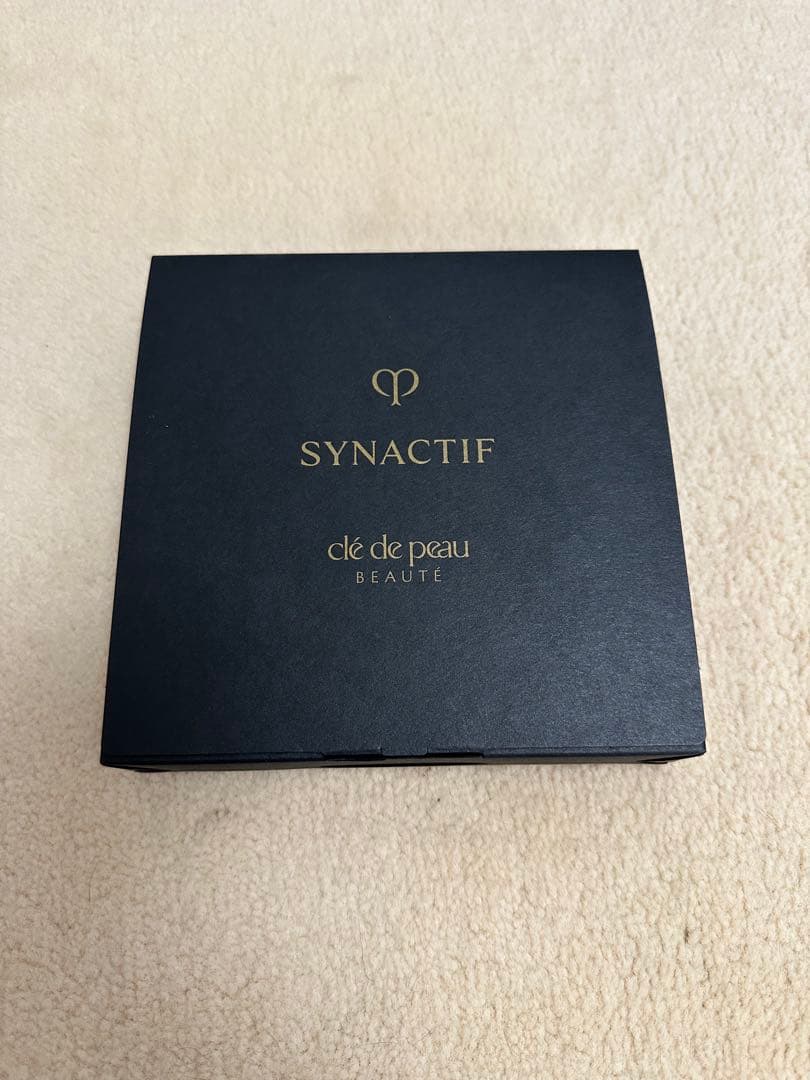 SYNACTIF
clé de peau
BEAUTÉ